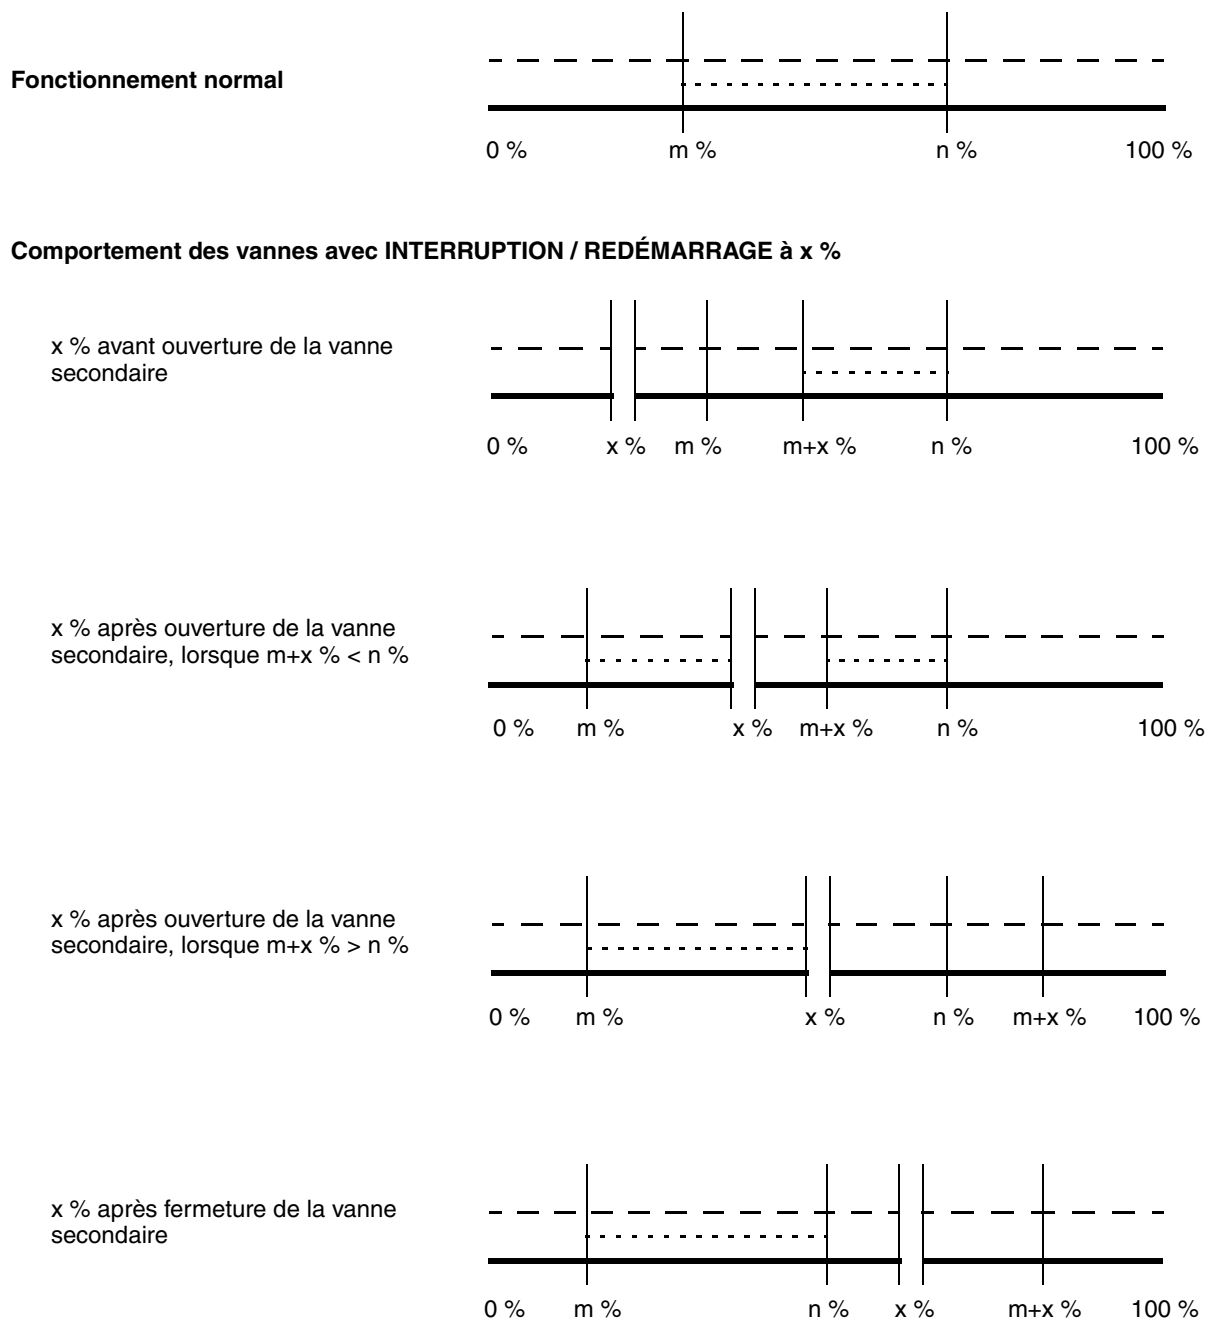 Fonctionnement normal
0 % m % n % 100 %
Comportement des vannes avec INTERRUPTION / REDÉMARRAGE à x %
x % avant ouverture de la vanne
secondaire
0 % x % m % m+x % n % 100 %
x % après ouverture de la vanne
secondaire, lorsque m+x % < n %
0 % m % x % m+x % n % 100 %
x % après ouverture de la vanne
secondaire, lorsque m+x % > n %
0 % m % x % n % m+x % 100 %
x % après fermeture de la vanne
secondaire
0 % m % n % x % m+x % 100 %